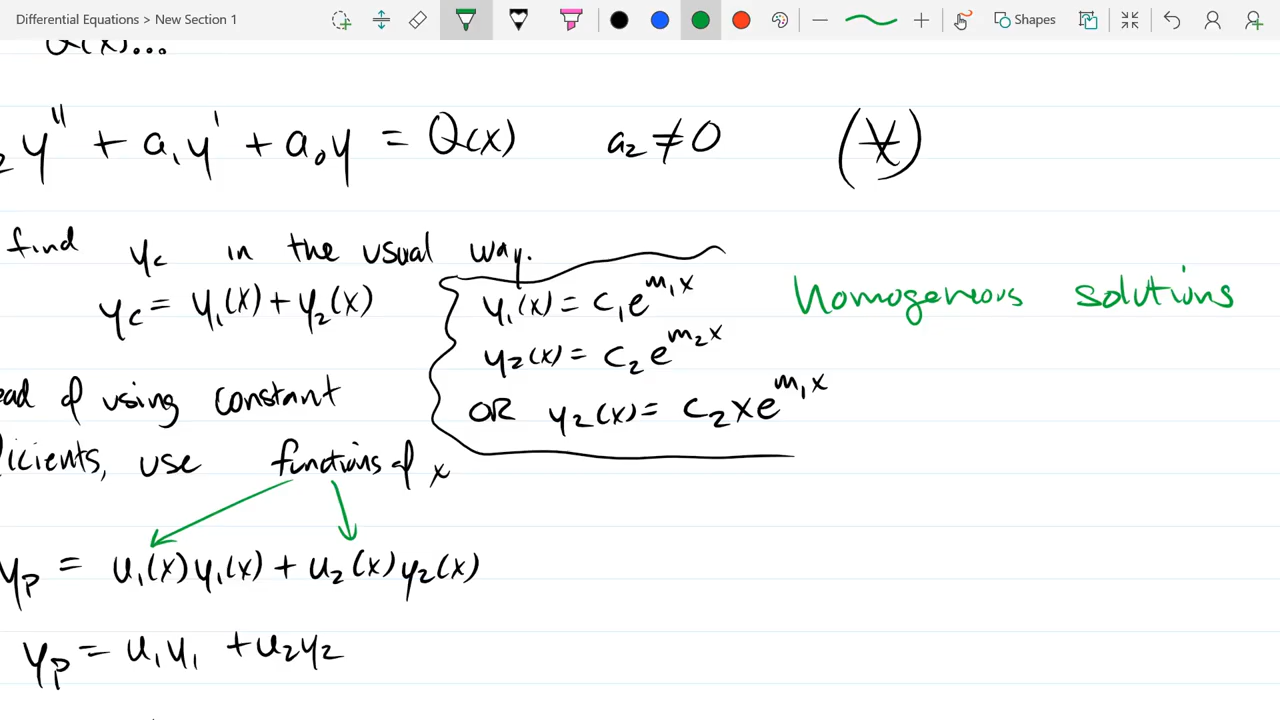 Differential Equations > New Section 1
Shapes
Q(x)...
y'' + a₁y' + a₀y = Q(x) a₂ ≠ 0 (*)
find y_c in the usual way.
y_c = y₁(x) + y₂(x)
y₁(x) = c₁e^{m₁x}
y₂(x) = c₂e^{m₂x}
OR y₂(x) = c₂xe^{m₁x}
homogeneous solutions
ead of using constant
icients, use functions of x
y_p = u₁(x)y₁(x) + u₂(x)y₂(x)
y_p = u₁y₁ + u₂y₂